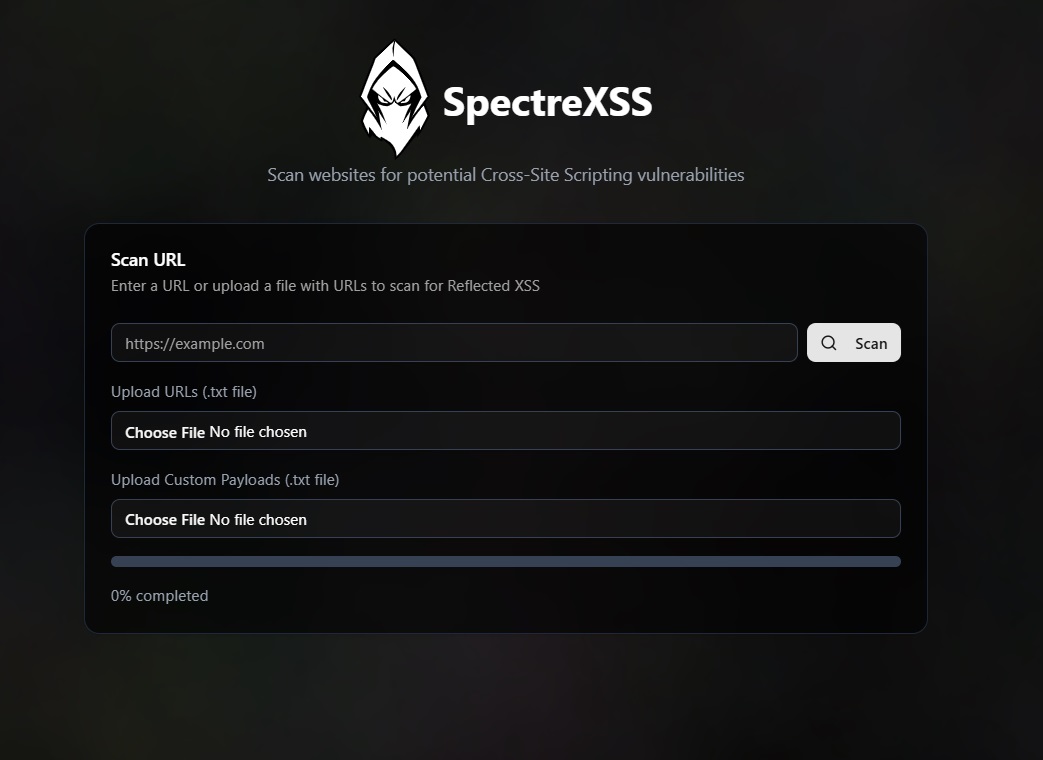 SpectreXSS
Scan websites for potential Cross-Site Scripting vulnerabilities
Scan URL
Enter a URL or upload a file with URLs to scan for Reflected XSS
https://example.com
Scan
Upload URLs (.txt file)
Choose File No file chosen
Upload Custom Payloads (.txt file)
Choose File No file chosen
0% completed